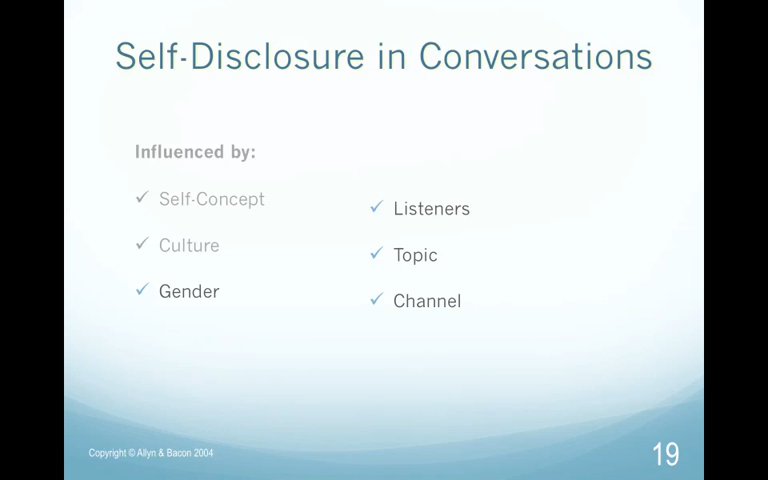 Self-Disclosure in Conversations
Influenced by:
✓ Self-Concept
✓ Culture
✓ Gender
✓ Listeners
✓ Topic
✓ Channel
Copyright © Allyn & Bacon 2004
19